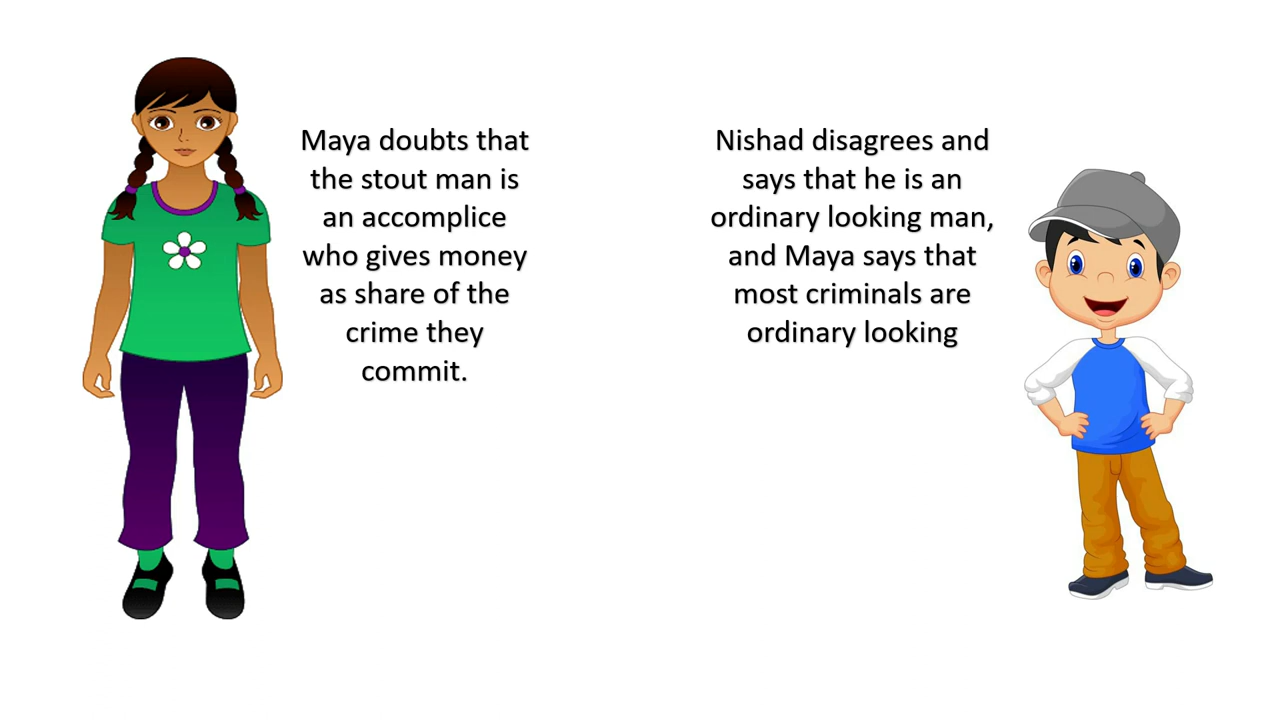 Maya doubts that
the stout man is
an accomplice
who gives money
as share of the
crime they
commit.
Nishad disagrees and
says that he is an
ordinary looking man,
and Maya says that
most criminals are
ordinary looking